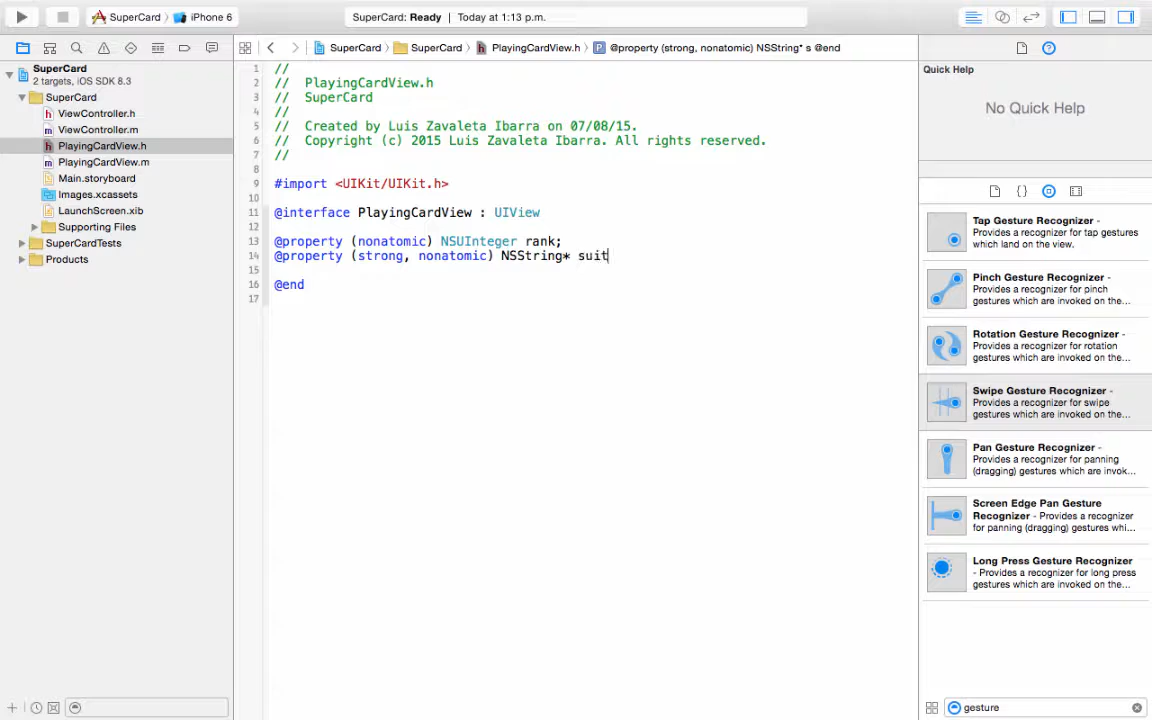 SuperCard iPhone 6
SuperCard: Ready | Today at 1:13 p.m.
SuperCard SuperCard PlayingCardView.h @property (strong, nonatomic) NSString* s @end
SuperCard
2 targets, iOS SDK 8.3
SuperCard
ViewController.h
ViewController.m
PlayingCardView.h
PlayingCardView.m
Main.storyboard
Images.xcassets
LaunchScreen.xib
Supporting Files
SuperCardTests
Products
1 //
2 // PlayingCardView.h
3 // SuperCard
4 //
5 // Created by Luis Zavaleta Ibarra on 07/08/15.
6 // Copyright (c) 2015 Luis Zavaleta Ibarra. All rights reserved.
7 //
8
9 #import <UIKit/UIKit.h>
10
11 @interface PlayingCardView : UIView
12
13 @property (nonatomic) NSUInteger rank;
14 @property (strong, nonatomic) NSString* suit
15
16 @end
17
Quick Help
No Quick Help
Tap Gesture Recognizer -
Provides a recognizer for tap gestures
which land on the view.
Pinch Gesture Recognizer -
Provides a recognizer for pinch
gestures which are invoked on the...
Rotation Gesture Recognizer -
Provides a recognizer for rotation
gestures which are invoked on the...
Swipe Gesture Recognizer -
Provides a recognizer for swipe
gestures which are invoked on the...
Pan Gesture Recognizer -
Provides a recognizer for panning
(dragging) gestures which are invok...
Screen Edge Pan Gesture
Recognizer - Provides a recognizer
for panning (dragging) gestures whi...
Long Press Gesture Recognizer
- Provides a recognizer for long press
gestures which are invoked on the...
gesture